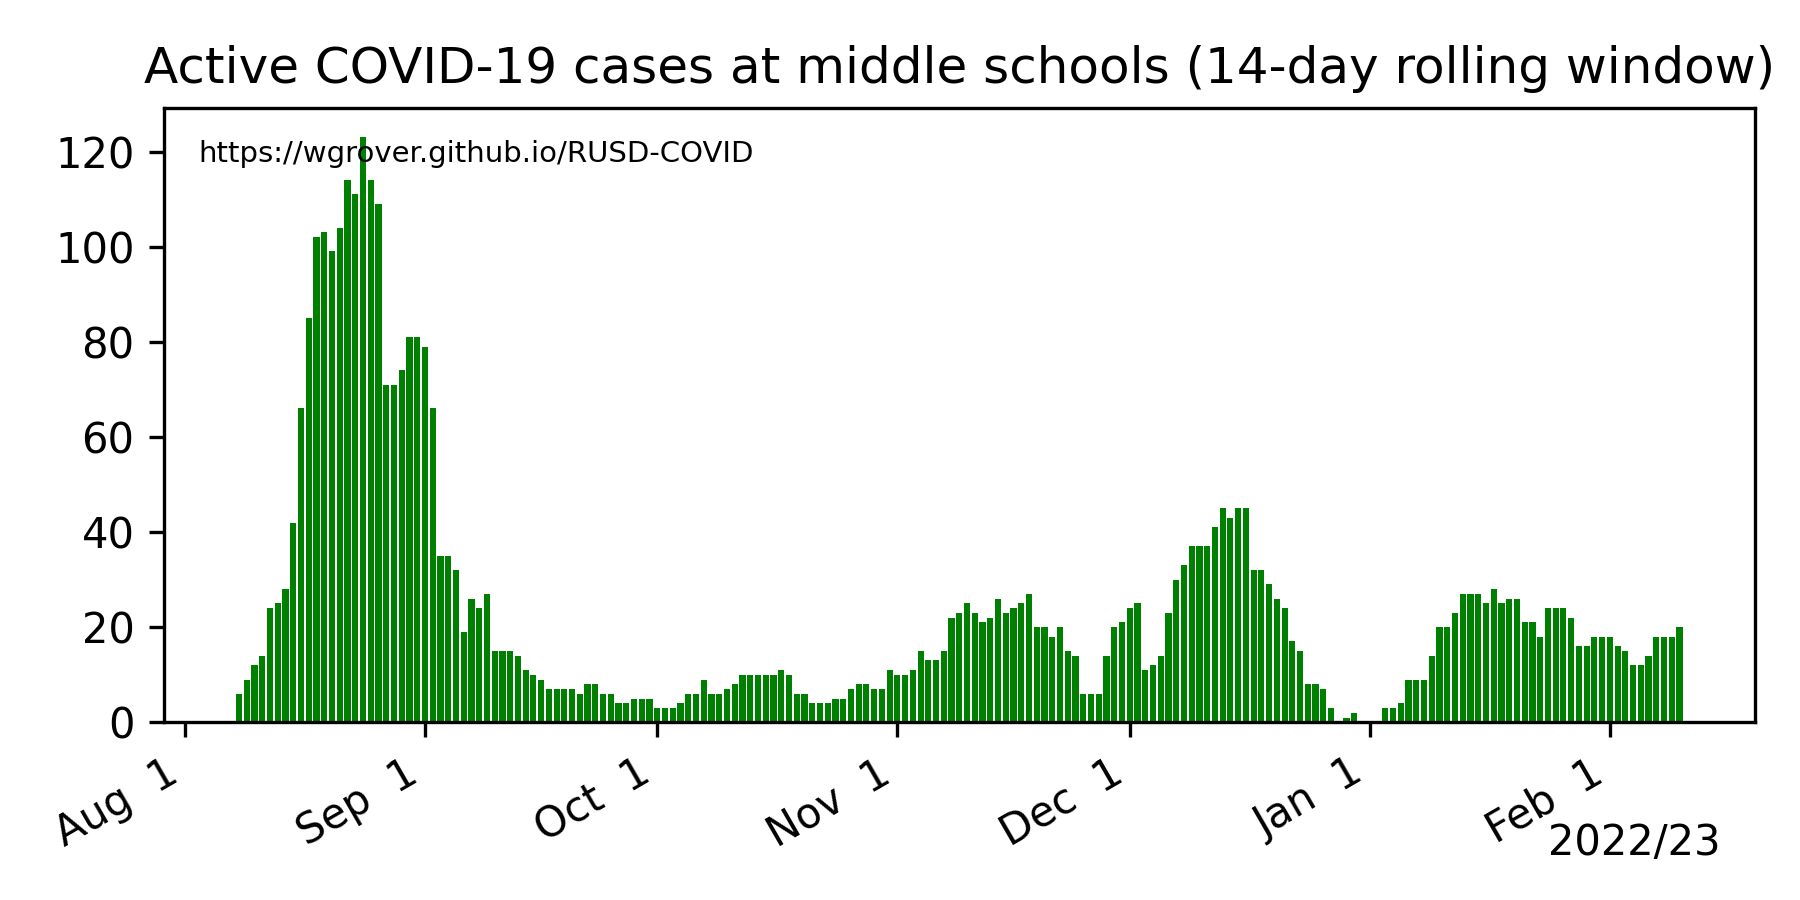 Active COVID-19 cases at middle schools (14-day rolling window)
https://wgrover.github.io/RUSD-COVID
120
100
80
60
40
20
0
Aug 1
Sep 1
Oct 1
Nov 1
Dec 1
Jan 1
Feb 1
2022/23